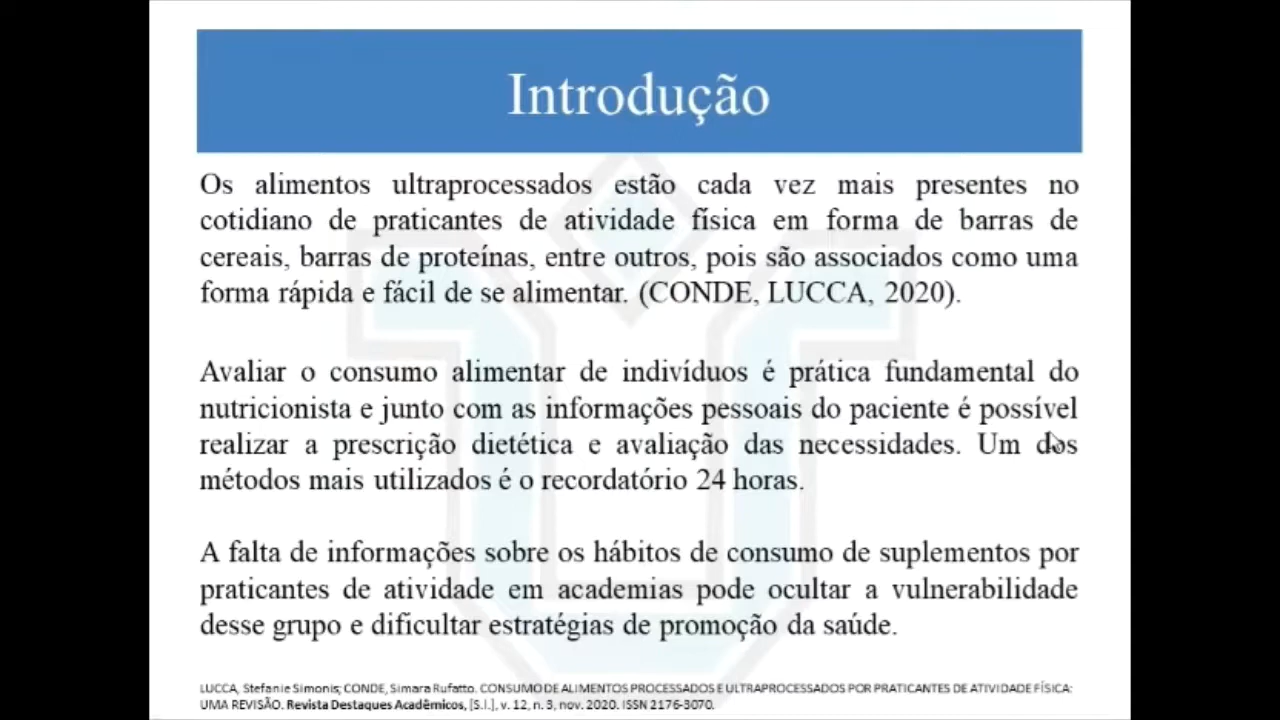 Introdução
Os alimentos ultraprocessados estão cada vez mais presentes no
cotidiano de praticantes de atividade física em forma de barras de
cereais, barras de proteínas, entre outros, pois são associados como uma
forma rápida e fácil de se alimentar. (CONDE, LUCCA, 2020).
Avaliar o consumo alimentar de indivíduos é prática fundamental do
nutricionista e junto com as informações pessoais do paciente é possível
realizar a prescrição dietética e avaliação das necessidades. Um dos
métodos mais utilizados é o recordatório 24 horas.
A falta de informações sobre os hábitos de consumo de suplementos por
praticantes de atividade em academias pode ocultar a vulnerabilidade
desse grupo e dificultar estratégias de promoção da saúde.
LUCCA, Stefanie Simonis; CONDE, Simara Rufatto. CONSUMO DE ALIMENTOS PROCESSADOS E ULTRAPROCESSADOS POR PRATICANTES DE ATIVIDADE FÍSICA:
UMA REVISÃO. Revista Destaques Acadêmicos, [S.l.], v. 12, n. 3, nov. 2020. ISSN 2176-3070.